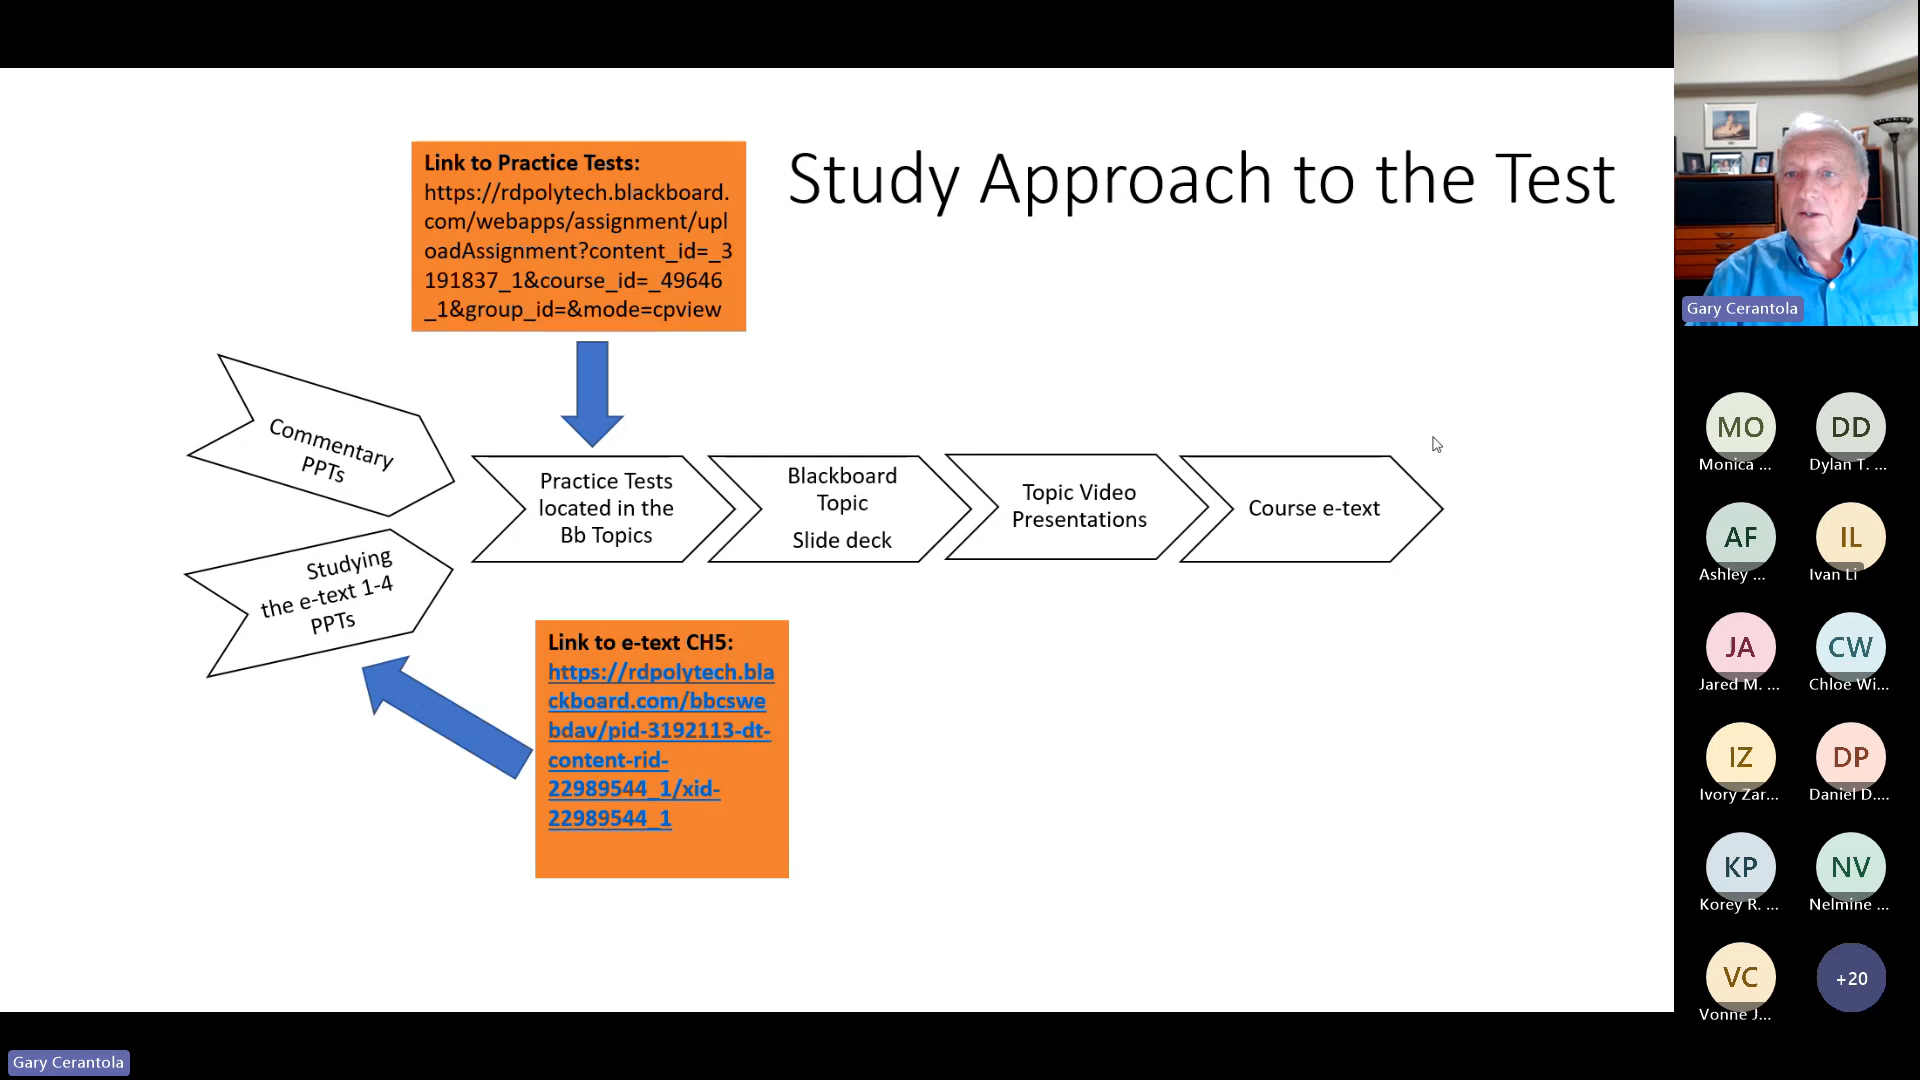 Study Approach to the Test
Link to Practice Tests:
https://rdpolytech.blackboard.
com/webapps/assignment/upl
oadAssignment?content_id=_3
191837_1&course_id=_49646
_1&group_id=&mode=cpview
Commentary
PPTs
Studying
the e-text 1-4
PPTs
Practice Tests
located in the
Bb Topics
Blackboard
Topic
Slide deck
Topic Video
Presentations
Course e-text
Link to e-text CH5:
https://rdpolytech.bla
ckboard.com/bbcswe
bdav/pid-3192113-dt-
content-rid-
22989544_1/xid-
22989544_1
Gary Cerantola
MO
Monica ...
DD
Dylan T. ...
AF
Ashley ...
IL
Ivan Li
JA
Jared M. ...
CW
Chloe Wi...
IZ
Ivory Zar...
DP
Daniel D....
KP
Korey R. ...
NV
Nelmine ...
VC
Vonne J...
+20
Gary Cerantola